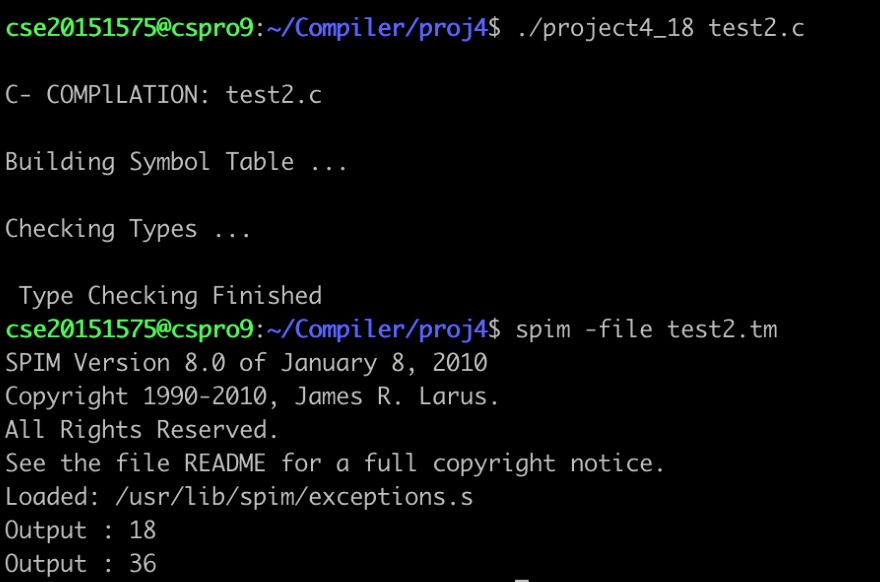 cse20151575@cspro9:~/Compiler/proj4$ ./project4_18 test2.c
C- COMPlLATION: test2.c
Building Symbol Table ...
Checking Types ...
Type Checking Finished
cse20151575@cspro9:~/Compiler/proj4$ spim -file test2.tm
SPIM Version 8.0 of January 8, 2010
Copyright 1990-2010, James R. Larus.
All Rights Reserved.
See the file README for a full copyright notice.
Loaded: /usr/lib/spim/exceptions.s
Output : 18
Output : 36